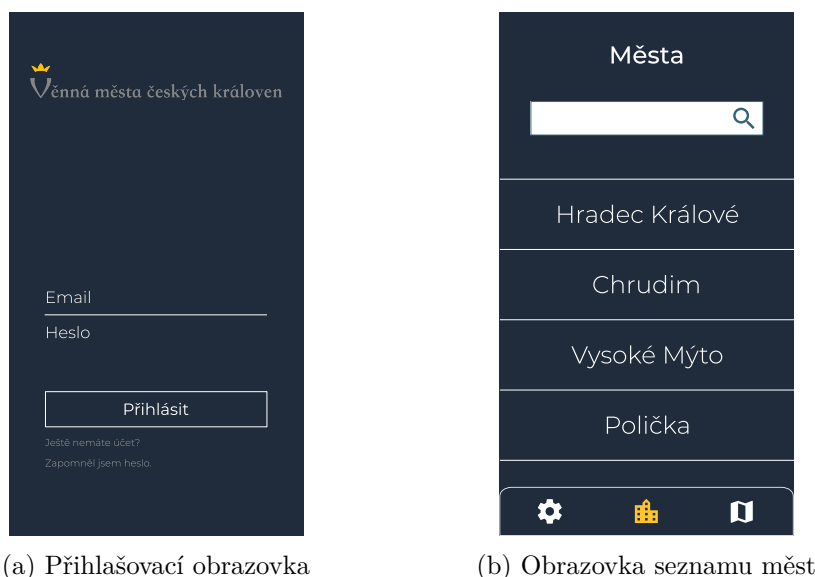 Věnná města českých královen
Email
Heslo
Přihlásit
Ještě nemáte účet?
Zapomněl jsem heslo.
(a) Přihlašovací obrazovka
Města
Hradec Králové
Chrudim
Vysoké Mýto
Polička
(b) Obrazovka seznamu měst